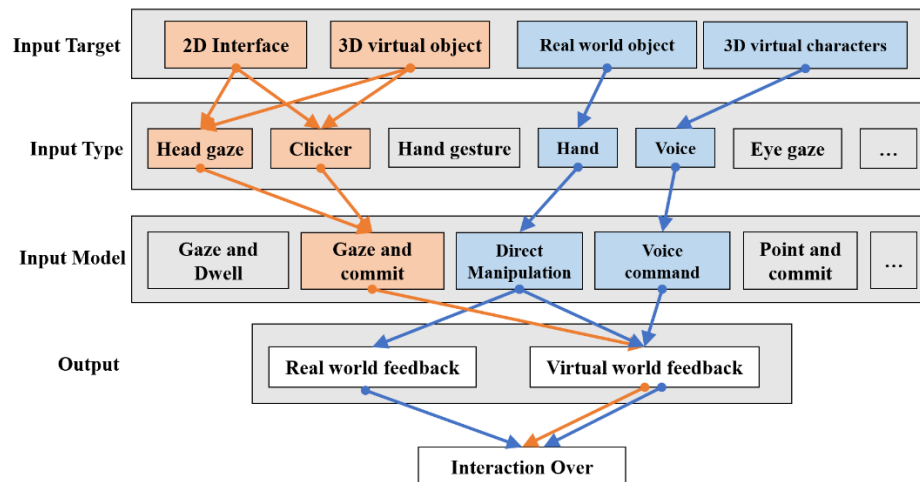 Input Target
2D Interface
3D virtual object
Real world object
3D virtual characters
Input Type
Head gaze
Clicker
Hand gesture
Hand
Voice
Eye gaze
...
Input Model
Gaze and
Dwell
Gaze and
commit
Direct
Manipulation
Voice
command
Point and
commit
...
Output
Real world feedback
Virtual world feedback
Interaction Over